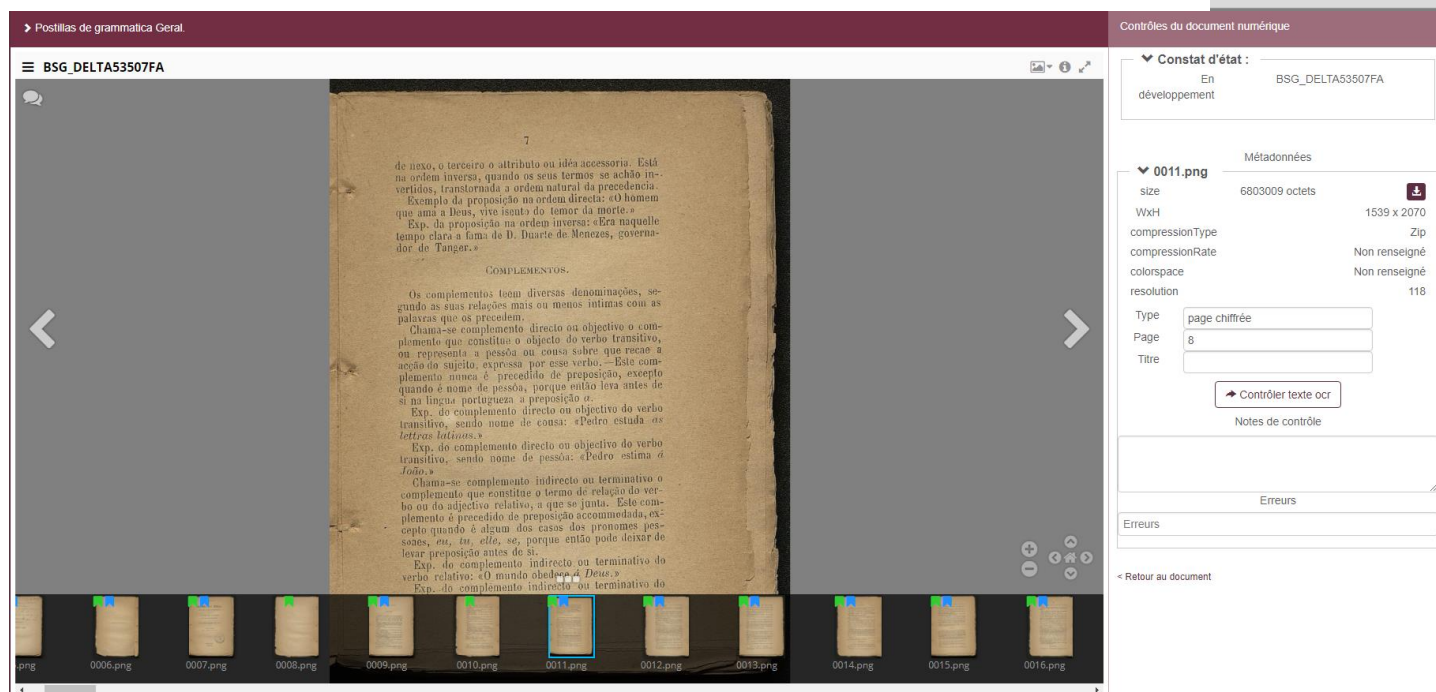 Postillas de grammatica Geral.
BSG_DELTA53507FA
7
de nexo, o terceiro o attributo ou idéa accessoria. Está
na ordem inversa, quando os seus termos se achão in-
vertidos, transtornada a ordem natural da precedencia.
Exemplo da proposição na ordem directa: «O homem
que ama a Deus, vive isento do temor da morte.»
Exp. da proposição na ordem inversa: «Era naquelle
tempo clara a fama de D. Duarte de Menezes, governa-
dor de Tanger.»
COMPLEMENTOS.
Os complementos teem diversas denominações, se-
gundo as suas relações mais ou menos intimas com as
palavras que os precedem.
Chama-se complemento directo ou objectivo o com-
plemento que constitue o objecto do verbo transitivo,
ou representa a pessôa ou cousa sobre que recae a
acção do sujeito, expressa por esse verbo.—Este com-
plemento nunca é precedido de preposição, excepto
quando é nome de pessôa, porque então leva antes de
si na lingua portugueza a preposição a.
Exp. do complemento directo ou objectivo do verbo
transitivo, sendo nome de cousa: «Pedro estuda as
lettras latinas.»
Exp. do complemento directo ou objectivo do verbo
transitivo, sendo nome de pessôa: «Pedro estima á
João.»
Chama-se complemento indirecto ou terminativo o
complemento que constitue o termo de relação do ver-
bo ou do adjectivo relativo, a que se junta. Este com-
plemento é precedido de preposição accommodada, ex-
cepto quando é algum dos casos dos pronomes pes-
soaes, eu, tu, elle, se, porque então pode deixar de
levar preposição antes de si.
Exp. do complemento indirecto ou terminativo do
verbo relativo: «O mundo obedece á Deus.»
Exp. do complemento indirecto ou terminativo do
.png 0006.png 0007.png 0008.png 0009.png 0010.png 0011.png 0012.png 0013.png 0014.png 0015.png 0016.png
Contrôles du document numérique
Constat d'état :
En développement BSG_DELTA53507FA
Métadonnées
0011.png
size 6803009 octets
WxH 1539 x 2070
compressionType Zip
compressionRate Non renseigné
colorspace Non renseigné
resolution 118
Type page chiffrée
Page 8
Titre
Contrôler texte ocr
Notes de contrôle
Erreurs
Erreurs
< Retour au document